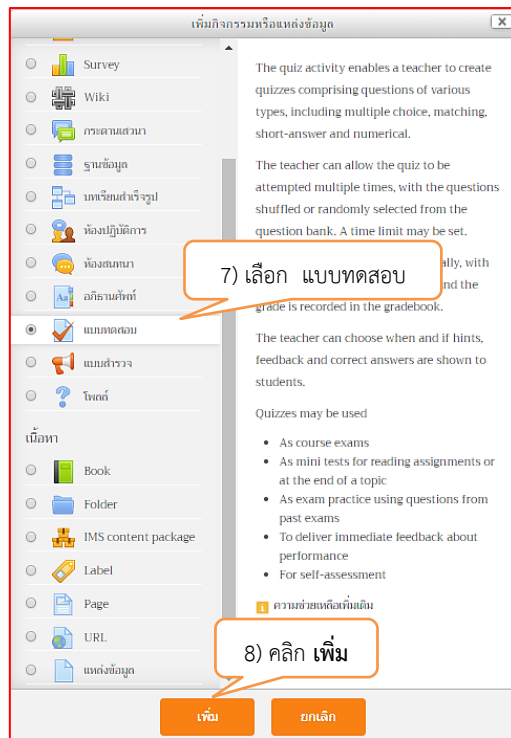 เพิ่มกิจกรรมหรือแหล่งข้อมูล
Survey
Wiki
กระดานเสวนา
ฐานข้อมูล
บทเรียนสำเร็จรูป
ห้องปฏิบัติการ
ห้องสนทนา
อภิธานศัพท์
แบบทดสอบ
แบบสำรวจ
โพลล์
เนื้อหา
Book
Folder
IMS content package
Label
Page
URL
แหล่งข้อมูล
The quiz activity enables a teacher to create
quizzes comprising questions of various
types, including multiple choice, matching,
short-answer and numerical.
The teacher can allow the quiz to be
attempted multiple times, with the questions
shuffled or randomly selected from the
question bank. A time limit may be set.
ally, with
nd the
grade is recorded in the gradebook.
The teacher can choose when and if hints,
feedback and correct answers are shown to
students.
Quizzes may be used
As course exams
As mini tests for reading assignments or
at the end of a topic
As exam practice using questions from
past exams
To deliver immediate feedback about
performance
For self-assessment
ความช่วยเหลือเพิ่มเติม
7) เลือก แบบทดสอบ
8) คลิก เพิ่ม
เพิ่ม
ยกเลิก